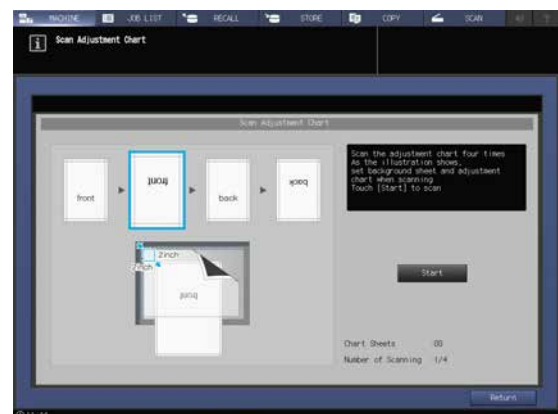 MACHINE JOB LIST RECALL STORE COPY SCAN
Scan Adjustment Chart
Scan Adjustment Chart
front
front
back
back
Scan the adjustment chart four times
As the illustration shows,
set background sheet and adjustment
chart when scanning
Touch [Start] to scan
2inch
2inch
front
Start
Chart Sheets 00
Number of Scanning 1/4
Return